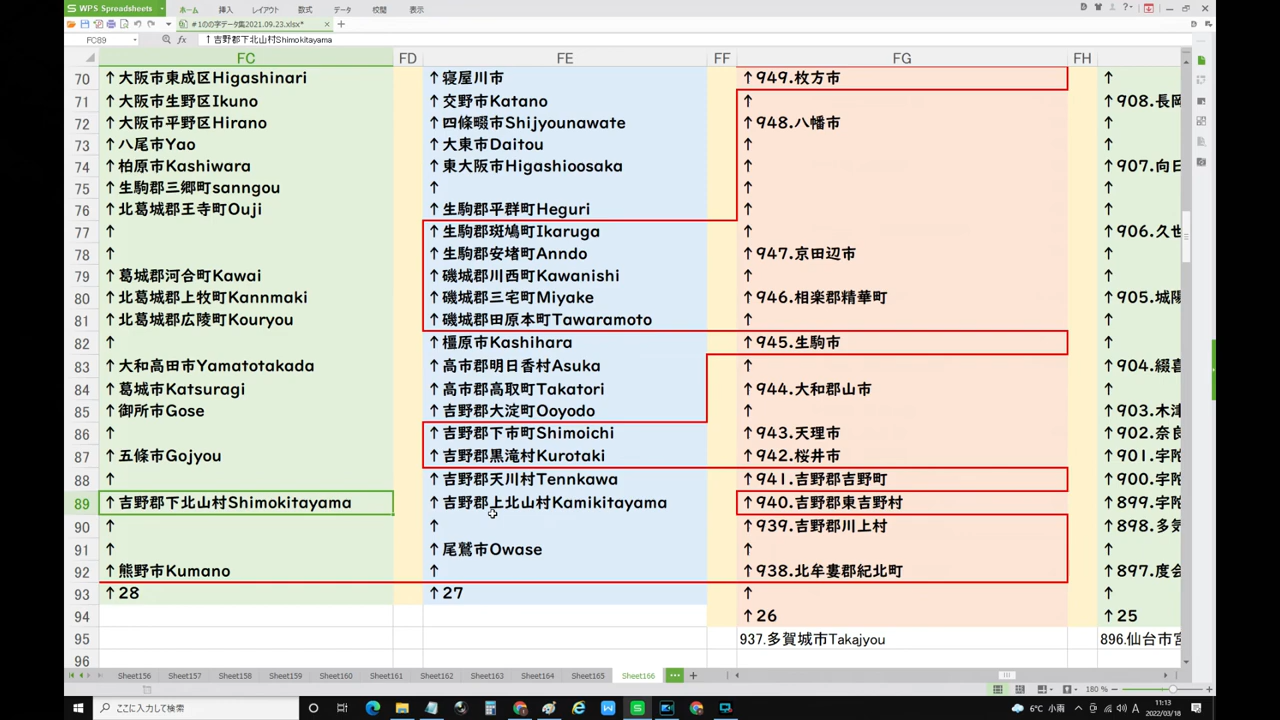 WPS Spreadsheets ホーム 挿入 レイアウト 数式 データ 校閲 表示
#1のの字データ集2021.09.23.xlsx*
FC89 fx ↑吉野郡下北山村Shimokitayama
FC FD FE FF FG FH
70 ↑大阪市東成区Higashinari ↑寝屋川市 ↑949.枚方市 ↑
71 ↑大阪市生野区Ikuno ↑交野市Katano ↑ ↑908.長岡
72 ↑大阪市平野区Hirano ↑四條畷市Shijyounawate ↑948.八幡市 ↑
73 ↑八尾市Yao ↑大東市Daitou ↑ ↑
74 ↑柏原市Kashiwara ↑東大阪市Higashioosaka ↑ ↑907.向日
75 ↑生駒郡三郷町sanngou ↑ ↑ ↑
76 ↑北葛城郡王寺町Ouji ↑生駒郡平群町Heguri ↑ ↑
77 ↑ ↑生駒郡斑鳩町Ikaruga ↑ ↑906.久世
78 ↑ ↑生駒郡安堵町Anndo ↑947.京田辺市 ↑
79 ↑葛城郡河合町Kawai ↑磯城郡川西町Kawanishi ↑ ↑
80 ↑北葛城郡上牧町Kannmaki ↑磯城郡三宅町Miyake ↑946.相楽郡精華町 ↑905.城陽
81 ↑北葛城郡広陵町Kouryou ↑磯城郡田原本町Tawaramoto ↑ ↑
82 ↑ ↑橿原市Kashihara ↑945.生駒市 ↑
83 ↑大和高田市Yamatotakada ↑高市郡明日香村Asuka ↑ ↑904.綴喜
84 ↑葛城市Katsuragi ↑高市郡高取町Takatori ↑944.大和郡山市 ↑
85 ↑御所市Gose ↑吉野郡大淀町Ooyodo ↑ ↑903.木津
86 ↑ ↑吉野郡下市町Shimoichi ↑943.天理市 ↑902.奈良
87 ↑五條市Gojyou ↑吉野郡黒滝村Kurotaki ↑942.桜井市 ↑901.宇陀
88 ↑ ↑吉野郡天川村Tennkawa ↑941.吉野郡吉野町 ↑900.宇陀
89 ↑吉野郡下北山村Shimokitayama ↑吉野郡上北山村Kamikitayama ↑940.吉野郡東吉野村 ↑899.宇陀
90 ↑ ↑ ↑939.吉野郡川上村 ↑898.多気
91 ↑ ↑尾鷲市Owase ↑ ↑
92 ↑熊野市Kumano ↑ ↑938.北牟婁郡紀北町 ↑897.度会
93 ↑28 ↑27 ↑ ↑
94 ↑26 ↑25
95 937.多賀城市Takajyou 896.仙台市宮
96
Sheet156 Sheet157 Sheet158 Sheet159 Sheet160 Sheet161 Sheet162 Sheet163 Sheet164 Sheet165 Sheet166
180 %
ここに入力して検索 6°C 小雨 A 11:13
2022/03/18